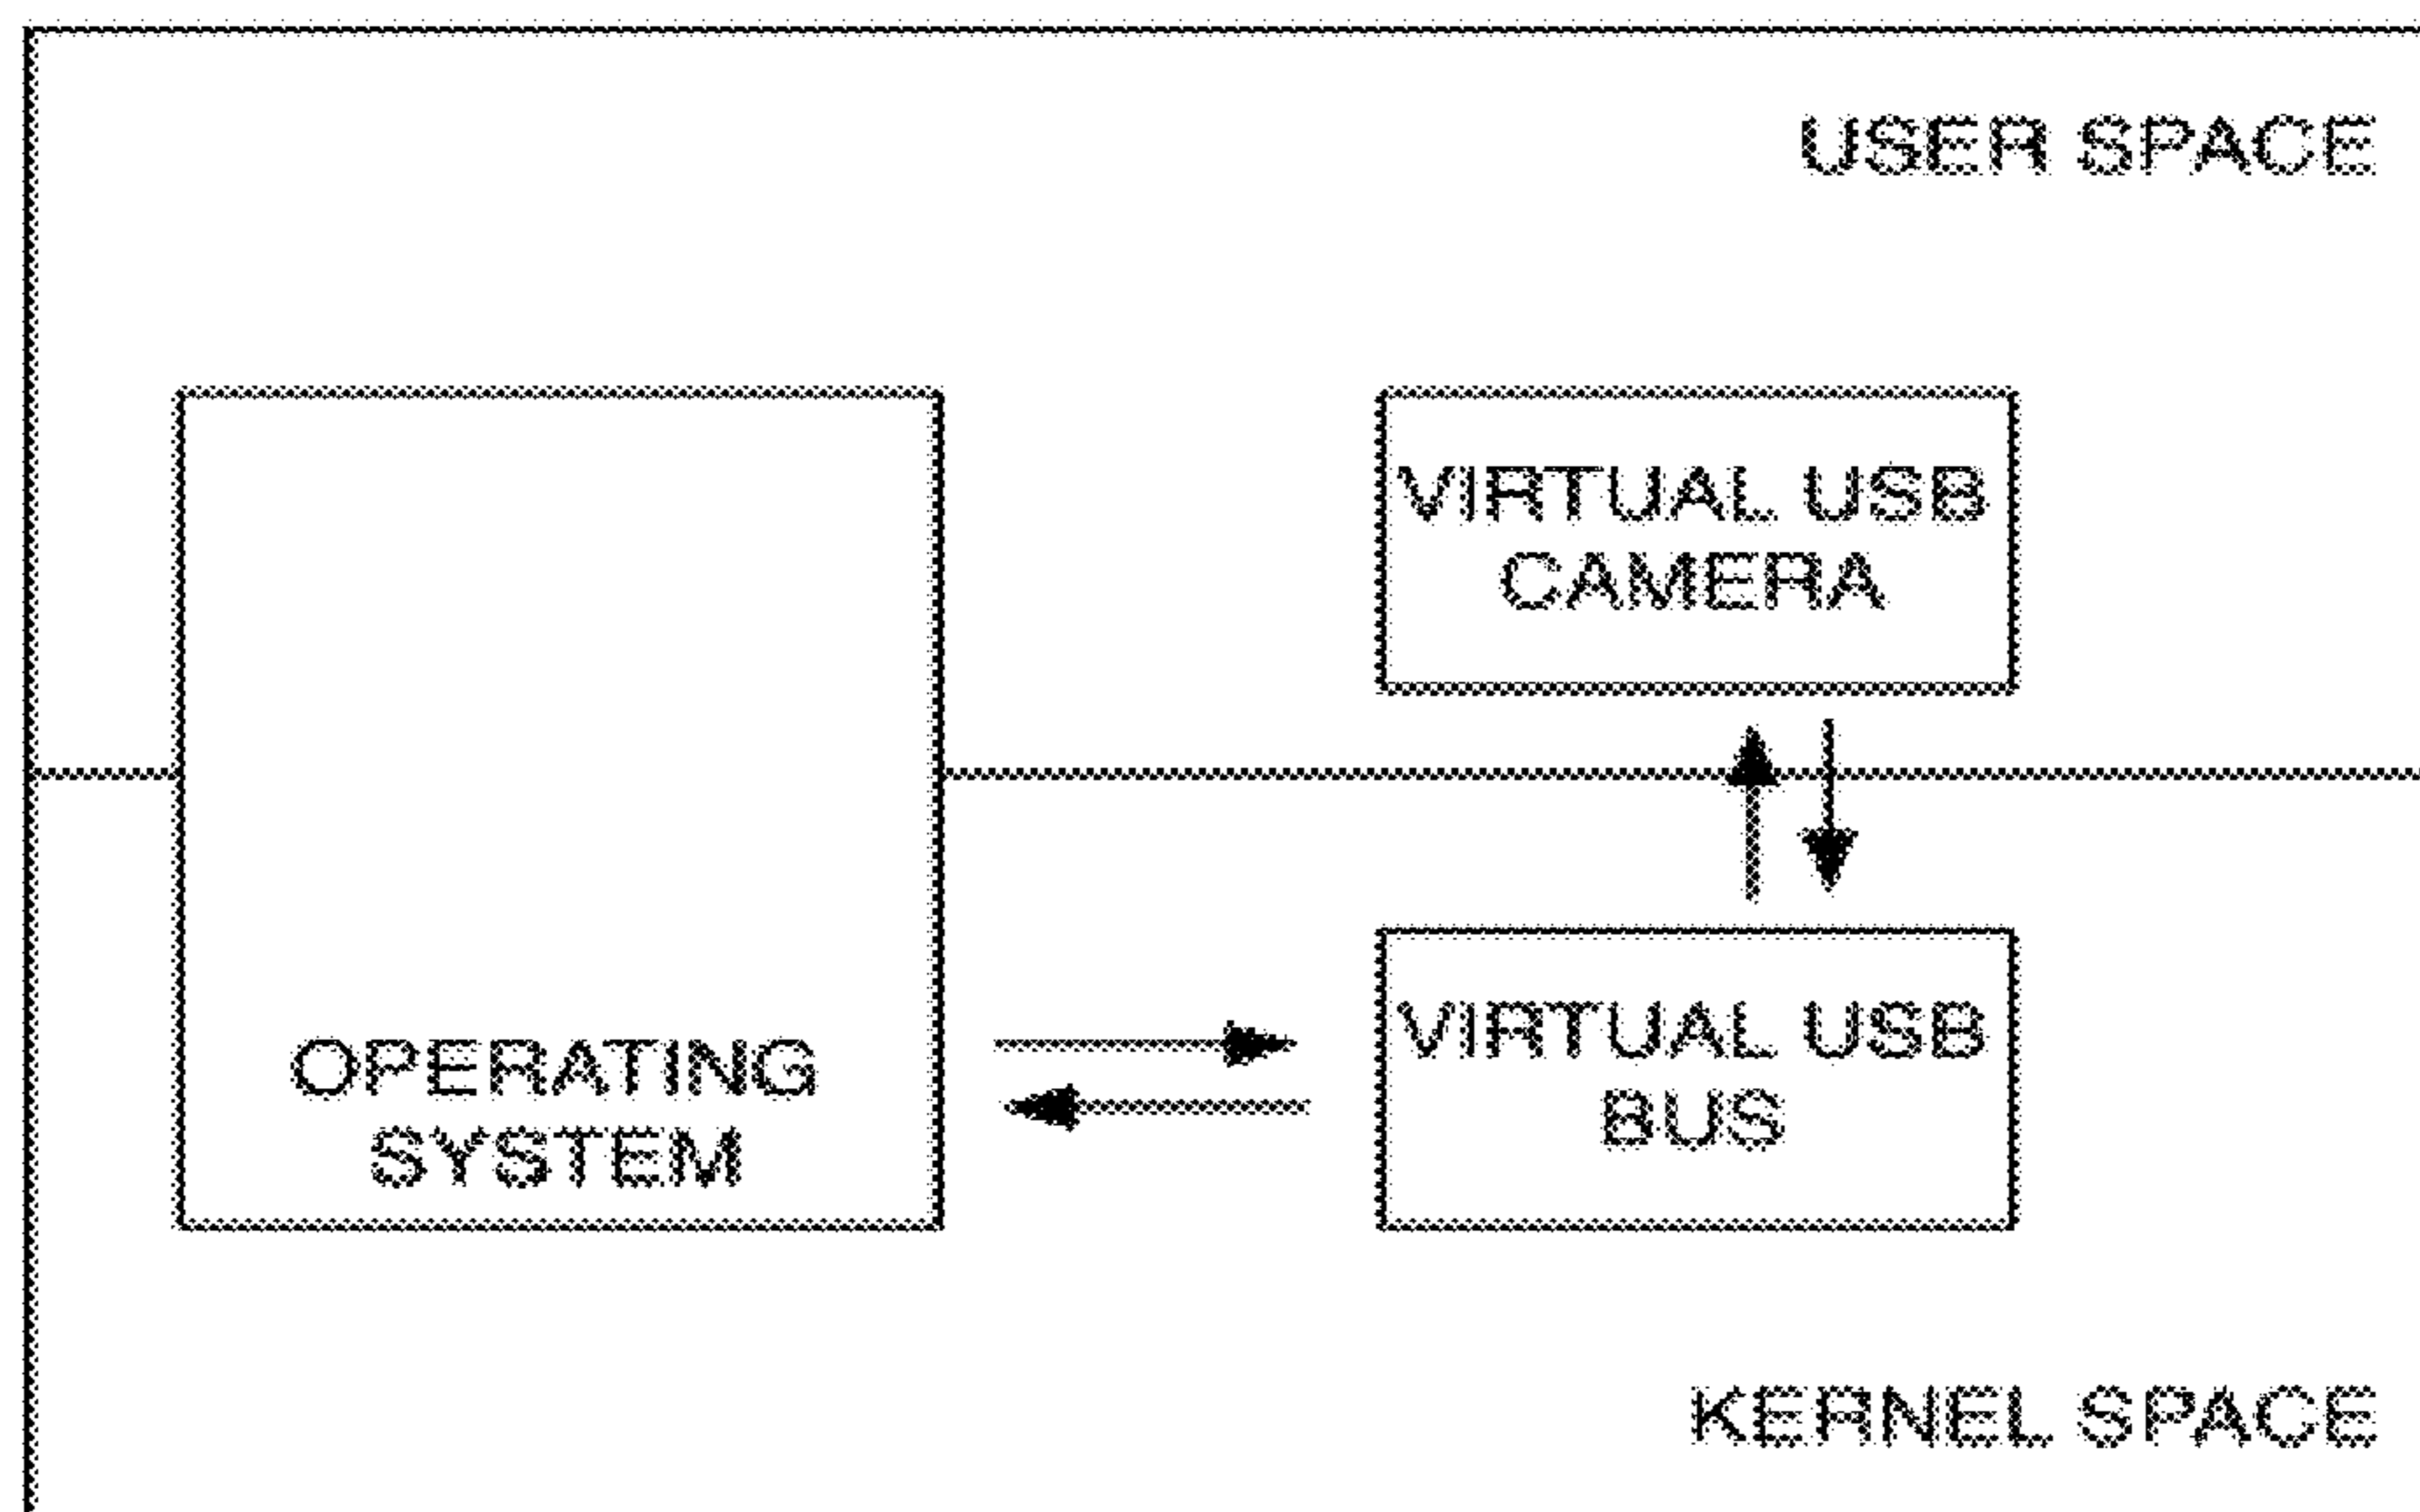 USER SPACE
VIRTUAL USB
CAMERA
OPERATING
SYSTEM
VIRTUAL USB
BUS
KERNEL SPACE